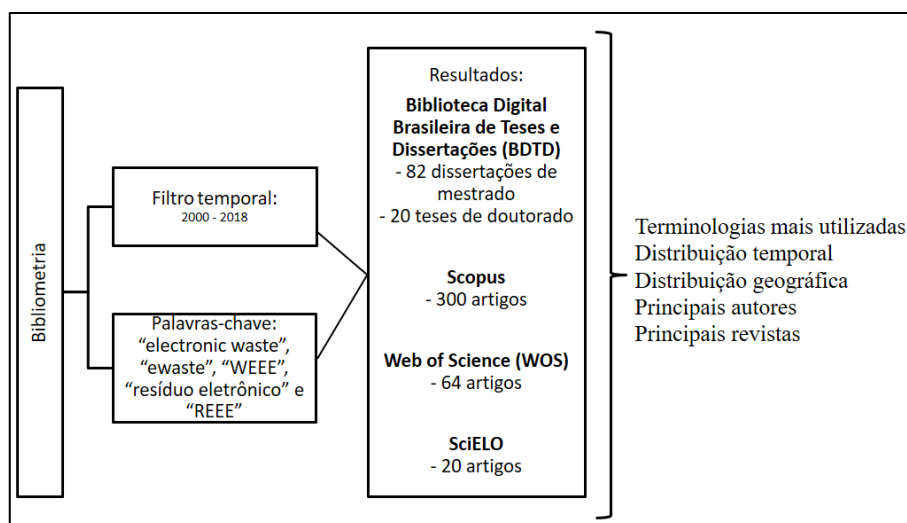 Bibliometria
Filtro temporal:
2000 - 2018
Palavras-chave:
“electronic waste”,
“ewaste”, “WEEE”,
“resíduo eletrônico” e
“REEE”
Resultados:
Biblioteca Digital
Brasileira de Teses e
Dissertações (BDTD)
- 82 dissertações de
mestrado
- 20 teses de doutorado
Scopus
- 300 artigos
Web of Science (WOS)
- 64 artigos
SciELO
- 20 artigos
Terminologias mais utilizadas
Distribuição temporal
Distribuição geográfica
Principais autores
Principais revistas